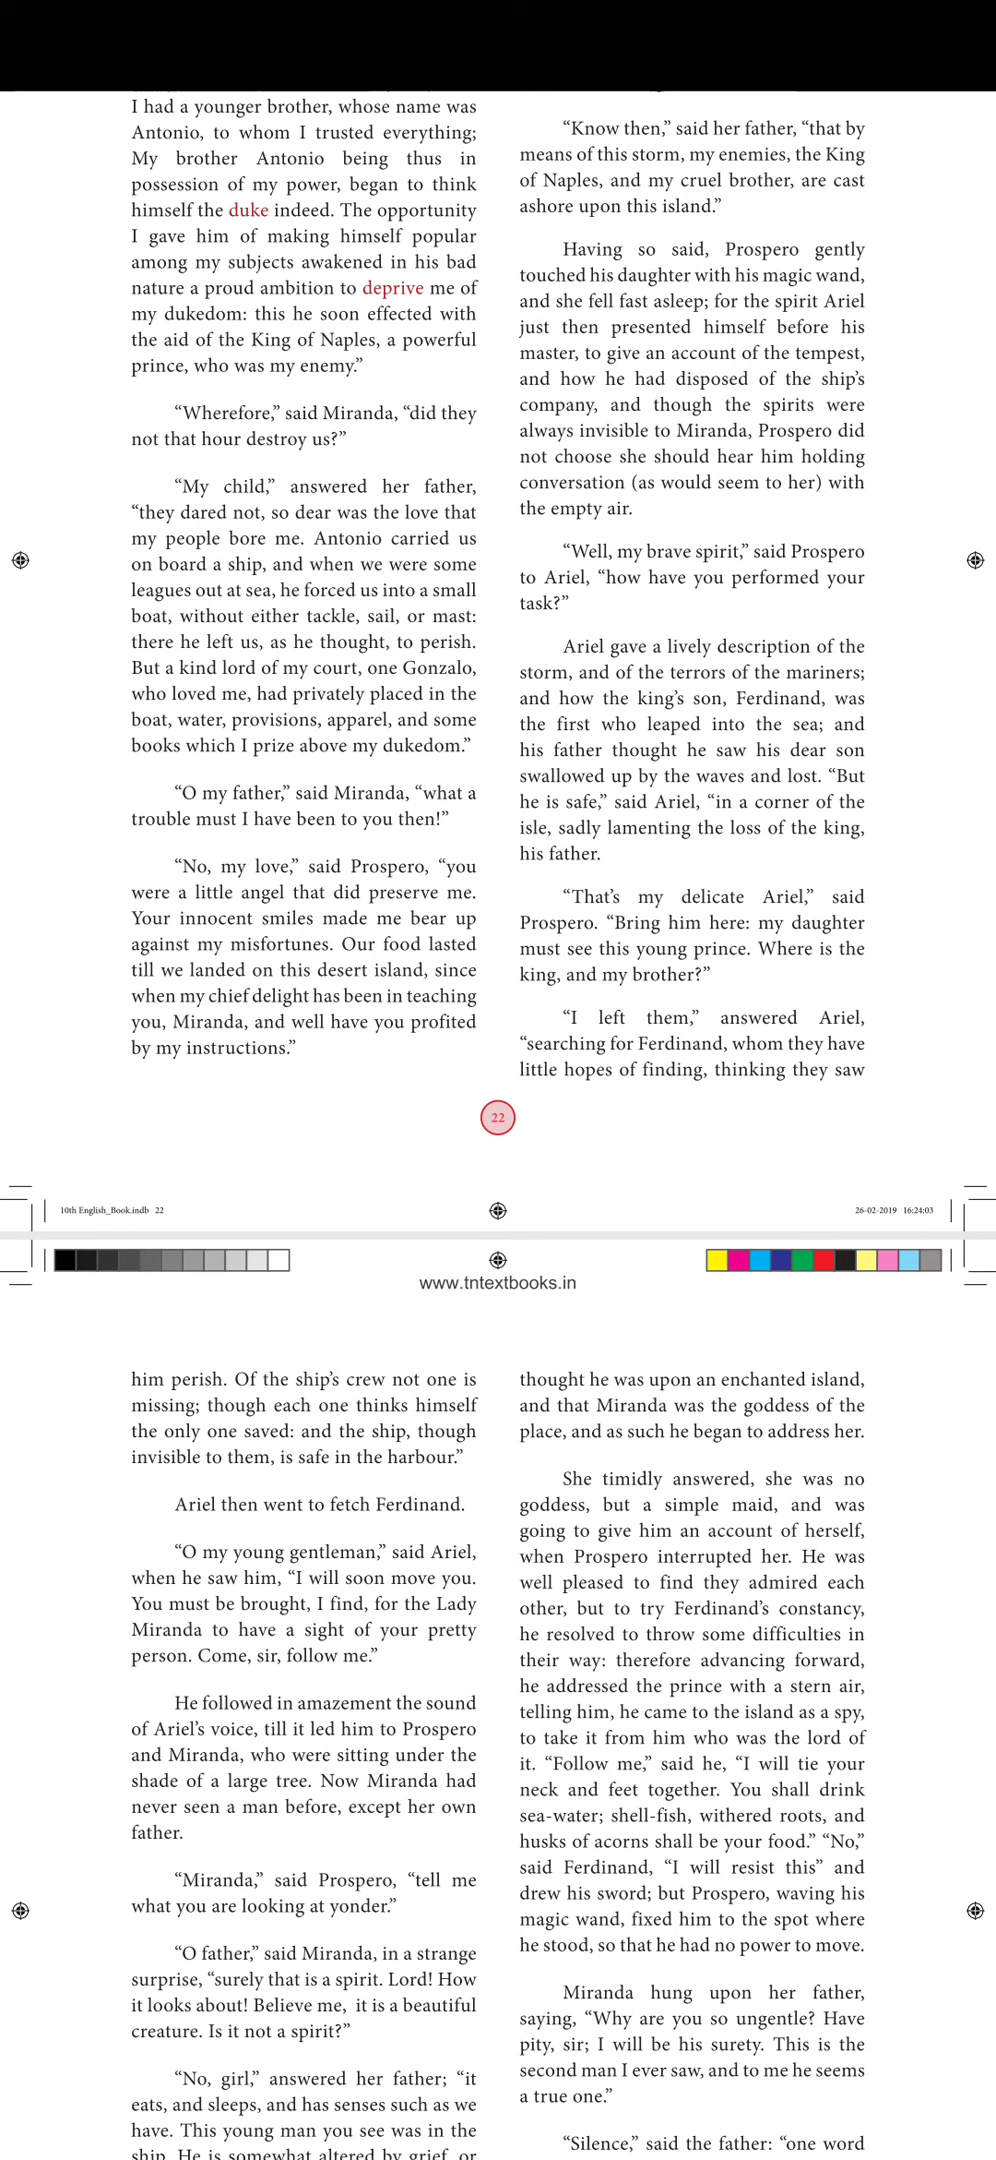 I had a younger brother, whose name was
Antonio, to whom I trusted everything;
My brother Antonio being thus in
possession of my power, began to think
himself the duke indeed. The opportunity
I gave him of making himself popular
among my subjects awakened in his bad
nature a proud ambition to deprive me of
my dukedom: this he soon effected with
the aid of the King of Naples, a powerful
prince, who was my enemy.”
“Wherefore,” said Miranda, “did they
not that hour destroy us?”
“My child,” answered her father,
“they dared not, so dear was the love that
my people bore me. Antonio carried us
on board a ship, and when we were some
leagues out at sea, he forced us into a small
boat, without either tackle, sail, or mast:
there he left us, as he thought, to perish.
But a kind lord of my court, one Gonzalo,
who loved me, had privately placed in the
boat, water, provisions, apparel, and some
books which I prize above my dukedom.”
“O my father,” said Miranda, “what a
trouble must I have been to you then!”
“No, my love,” said Prospero, “you
were a little angel that did preserve me.
Your innocent smiles made me bear up
against my misfortunes. Our food lasted
till we landed on this desert island, since
when my chief delight has been in teaching
you, Miranda, and well have you profited
by my instructions.”
“Know then,” said her father, “that by
means of this storm, my enemies, the King
of Naples, and my cruel brother, are cast
ashore upon this island.”
Having so said, Prospero gently
touched his daughter with his magic wand,
and she fell fast asleep; for the spirit Ariel
just then presented himself before his
master, to give an account of the tempest,
and how he had disposed of the ship’s
company, and though the spirits were
always invisible to Miranda, Prospero did
not choose she should hear him holding
conversation (as would seem to her) with
the empty air.
“Well, my brave spirit,” said Prospero
to Ariel, “how have you performed your
task?”
Ariel gave a lively description of the
storm, and of the terrors of the mariners;
and how the king’s son, Ferdinand, was
the first who leaped into the sea; and
his father thought he saw his dear son
swallowed up by the waves and lost. “But
he is safe,” said Ariel, “in a corner of the
isle, sadly lamenting the loss of the king,
his father.
“That’s my delicate Ariel,” said
Prospero. “Bring him here: my daughter
must see this young prince. Where is the
king, and my brother?”
“I left them,” answered Ariel,
“searching for Ferdinand, whom they have
little hopes of finding, thinking they saw
22
10th English_Book.indb 22
26-02-2019 16:24:03
www.tntextbooks.in
him perish. Of the ship’s crew not one is
missing; though each one thinks himself
the only one saved: and the ship, though
invisible to them, is safe in the harbour.”
Ariel then went to fetch Ferdinand.
“O my young gentleman,” said Ariel,
when he saw him, “I will soon move you.
You must be brought, I find, for the Lady
Miranda to have a sight of your pretty
person. Come, sir, follow me.”
He followed in amazement the sound
of Ariel’s voice, till it led him to Prospero
and Miranda, who were sitting under the
shade of a large tree. Now Miranda had
never seen a man before, except her own
father.
“Miranda,” said Prospero, “tell me
what you are looking at yonder.”
“O father,” said Miranda, in a strange
surprise, “surely that is a spirit. Lord! How
it looks about! Believe me, it is a beautiful
creature. Is it not a spirit?”
“No, girl,” answered her father; “it
eats, and sleeps, and has senses such as we
have. This young man you see was in the
ship. He is somewhat altered by grief, or
thought he was upon an enchanted island,
and that Miranda was the goddess of the
place, and as such he began to address her.
She timidly answered, she was no
goddess, but a simple maid, and was
going to give him an account of herself,
when Prospero interrupted her. He was
well pleased to find they admired each
other, but to try Ferdinand’s constancy,
he resolved to throw some difficulties in
their way: therefore advancing forward,
he addressed the prince with a stern air,
telling him, he came to the island as a spy,
to take it from him who was the lord of
it. “Follow me,” said he, “I will tie your
neck and feet together. You shall drink
sea-water; shell-fish, withered roots, and
husks of acorns shall be your food.” “No,”
said Ferdinand, “I will resist this” and
drew his sword; but Prospero, waving his
magic wand, fixed him to the spot where
he stood, so that he had no power to move.
Miranda hung upon her father,
saying, “Why are you so ungentle? Have
pity, sir; I will be his surety. This is the
second man I ever saw, and to me he seems
a true one.”
“Silence,” said the father: “one word